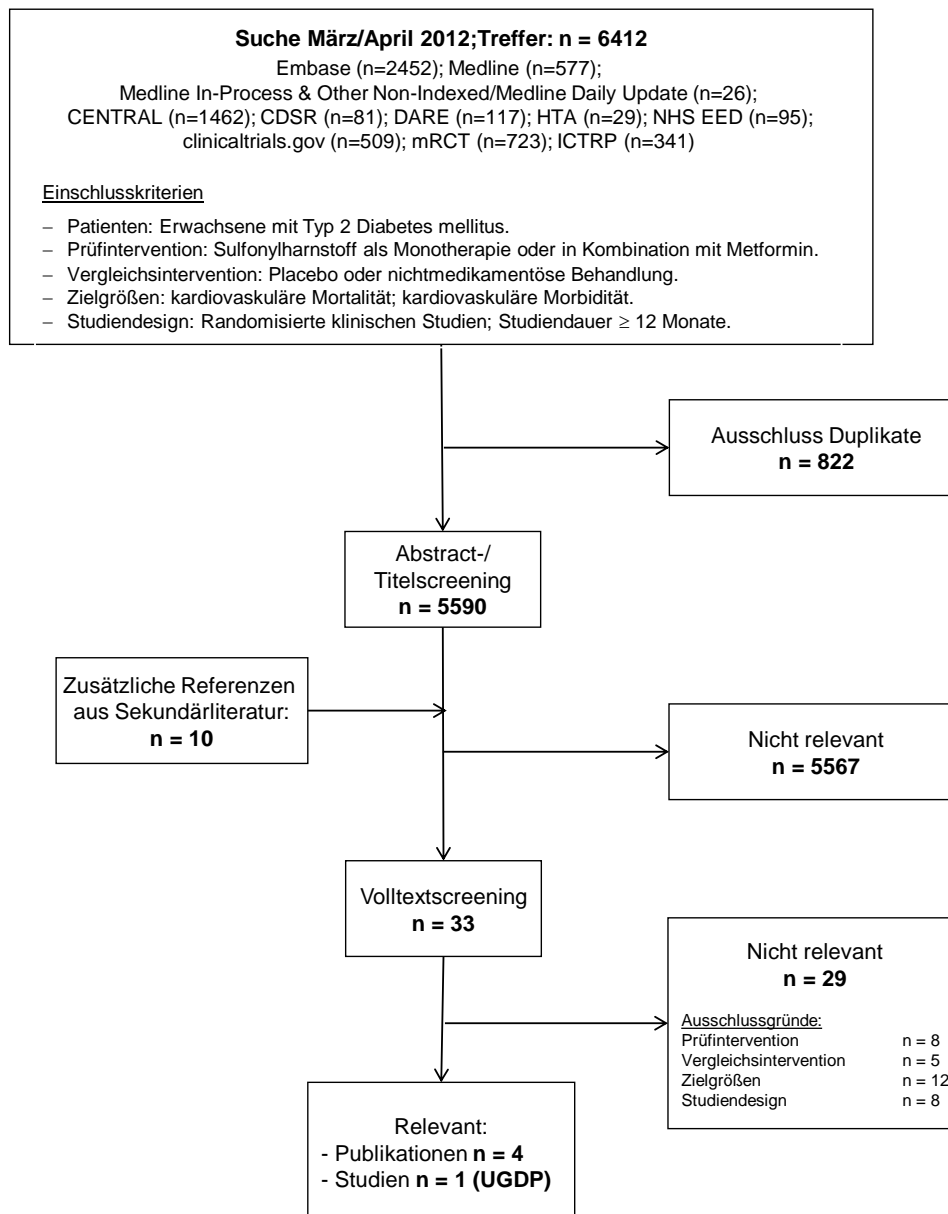 Suche März/April 2012;Treffer: n = 6412
Embase (n=2452); Medline (n=577);
Medline In-Process & Other Non-Indexed/Medline Daily Update (n=26);
CENTRAL (n=1462); CDSR (n=81); DARE (n=117); HTA (n=29); NHS EED (n=95);
clinicaltrials.gov (n=509); mRCT (n=723); ICTRP (n=341)
Einschlusskriterien
– Patienten: Erwachsene mit Typ 2 Diabetes mellitus.
– Prüfintervention: Sulfonylharnstoff als Monotherapie oder in Kombination mit Metformin.
– Vergleichsintervention: Placebo oder nichtmedikamentöse Behandlung.
– Zielgrößen: kardiovaskuläre Mortalität; kardiovaskuläre Morbidität.
– Studiendesign: Randomisierte klinischen Studien; Studiendauer ≥ 12 Monate.
Ausschluss Duplikate
n = 822
Abstract-/
Titelscreening
n = 5590
Zusätzliche Referenzen
aus Sekundärliteratur:
n = 10
Nicht relevant
n = 5567
Volltextscreening
n = 33
Nicht relevant
n = 29
Ausschlussgründe:
Prüfintervention n = 8
Vergleichsintervention n = 5
Zielgrößen n = 12
Studiendesign n = 8
Relevant:
- Publikationen n = 4
- Studien n = 1 (UGDP)